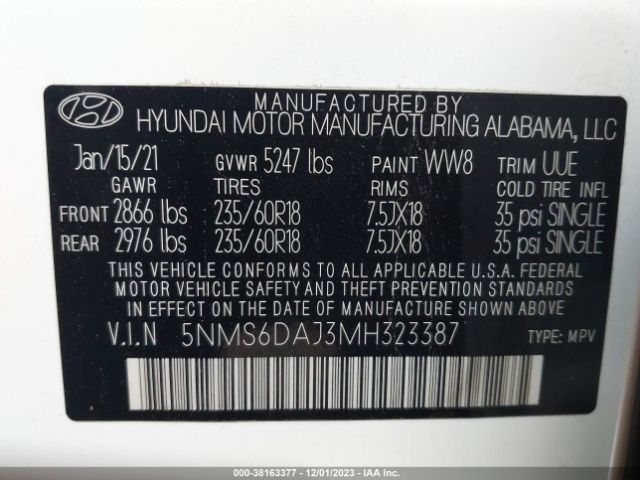 MANUFACTURED BY
HYUNDAI MOTOR MANUFACTURING ALABAMA, LLC
Jan/15/21 GVWR 5247 lbs PAINT WW8 TRIM UUE
GAWR TIRES RIMS COLD TIRE INFL
FRONT 2866 lbs 235/60R18 7.5JX18 35 psi SINGLE
REAR 2976 lbs 235/60R18 7.5JX18 35 psi SINGLE
THIS VEHICLE CONFORMS TO ALL APPLICABLE U.S.A. FEDERAL
MOTOR VEHICLE SAFETY AND THEFT PREVENTION STANDARDS
IN EFFECT ON THE DATE OF MANUFACTURE SHOWN ABOVE.
V.I.N 5NMS6DAJ3MH323387 TYPE: MPV
000-38163377 - 12/01/2023 - IAAI.COM